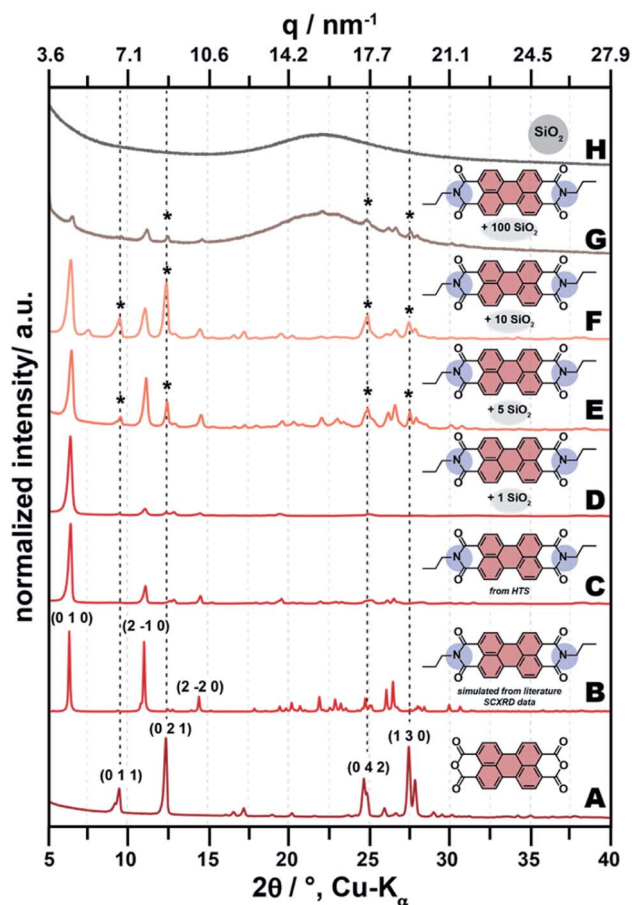 q / nm⁻¹
3.6 7.1 10.6 14.2 17.7 21.1 24.5 27.9
normalized intensity/ a.u.
SiO₂
H
* * *
O O
N N
O O
+ 100 SiO₂
G
* * * *
O O
N N
O O
+ 10 SiO₂
F
* * * *
O O
N N
O O
+ 5 SiO₂
E
O O
N N
O O
+ 1 SiO₂
D
O O
N N
O O
from HTS
C
(0 1 0)
(2 -1 0)
(2 -2 0)
O O
N N
O O
simulated from literature
SCXRD data
B
(0 1 1)
(0 2 1)
(0 4 2)
(1 3 0)
O O
O O
O O
A
5 10 15 20 25 30 35 40
2θ / °, Cu-Kα